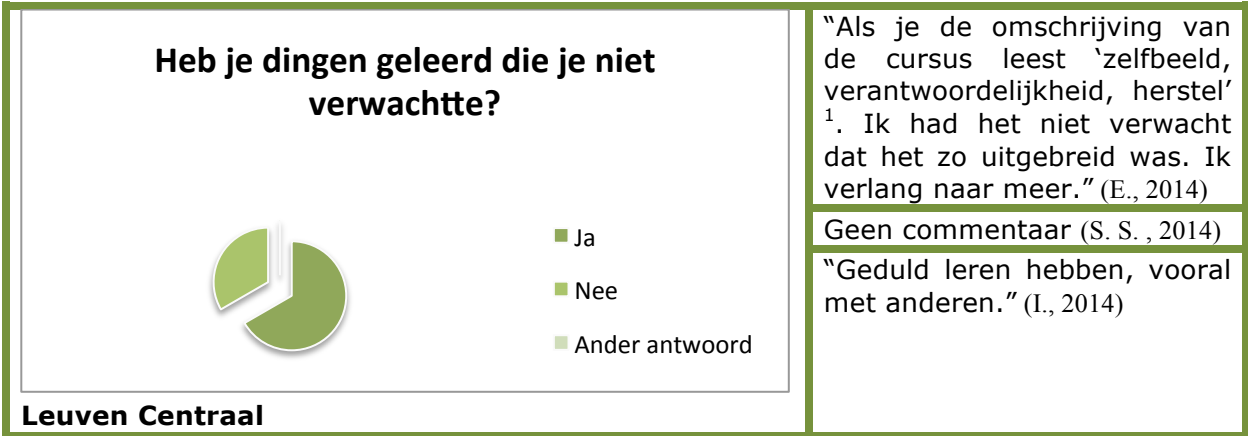 Heb je dingen geleerd die je niet
verwachtte?
Ja
Nee
Ander antwoord
Leuven Centraal
“Als je de omschrijving van
de cursus leest ‘zelfbeeld,
verantwoordelijkheid, herstel’
1. Ik had het niet verwacht
dat het zo uitgebreid was. Ik
verlang naar meer.” (E., 2014)
Geen commentaar (S. S. , 2014)
“Geduld leren hebben, vooral
met anderen.” (I., 2014)